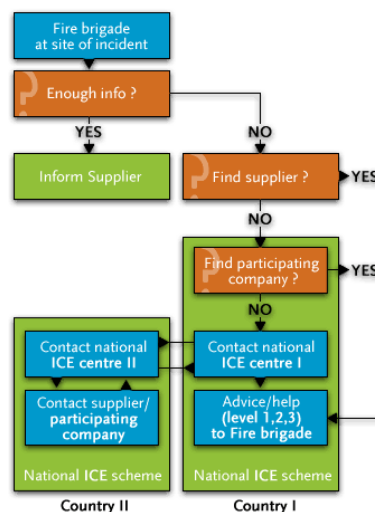 Fire brigade
at site of incident
Enough info ?
YES
NO
Inform Supplier
Find supplier ?
YES
NO
Find participating
company ?
YES
NO
Contact national
ICE centre II
Contact national
ICE centre I
Contact supplier/
participating
company
Advice/help
(level 1,2,3)
to Fire brigade
National ICE scheme
National ICE scheme
Country II
Country I